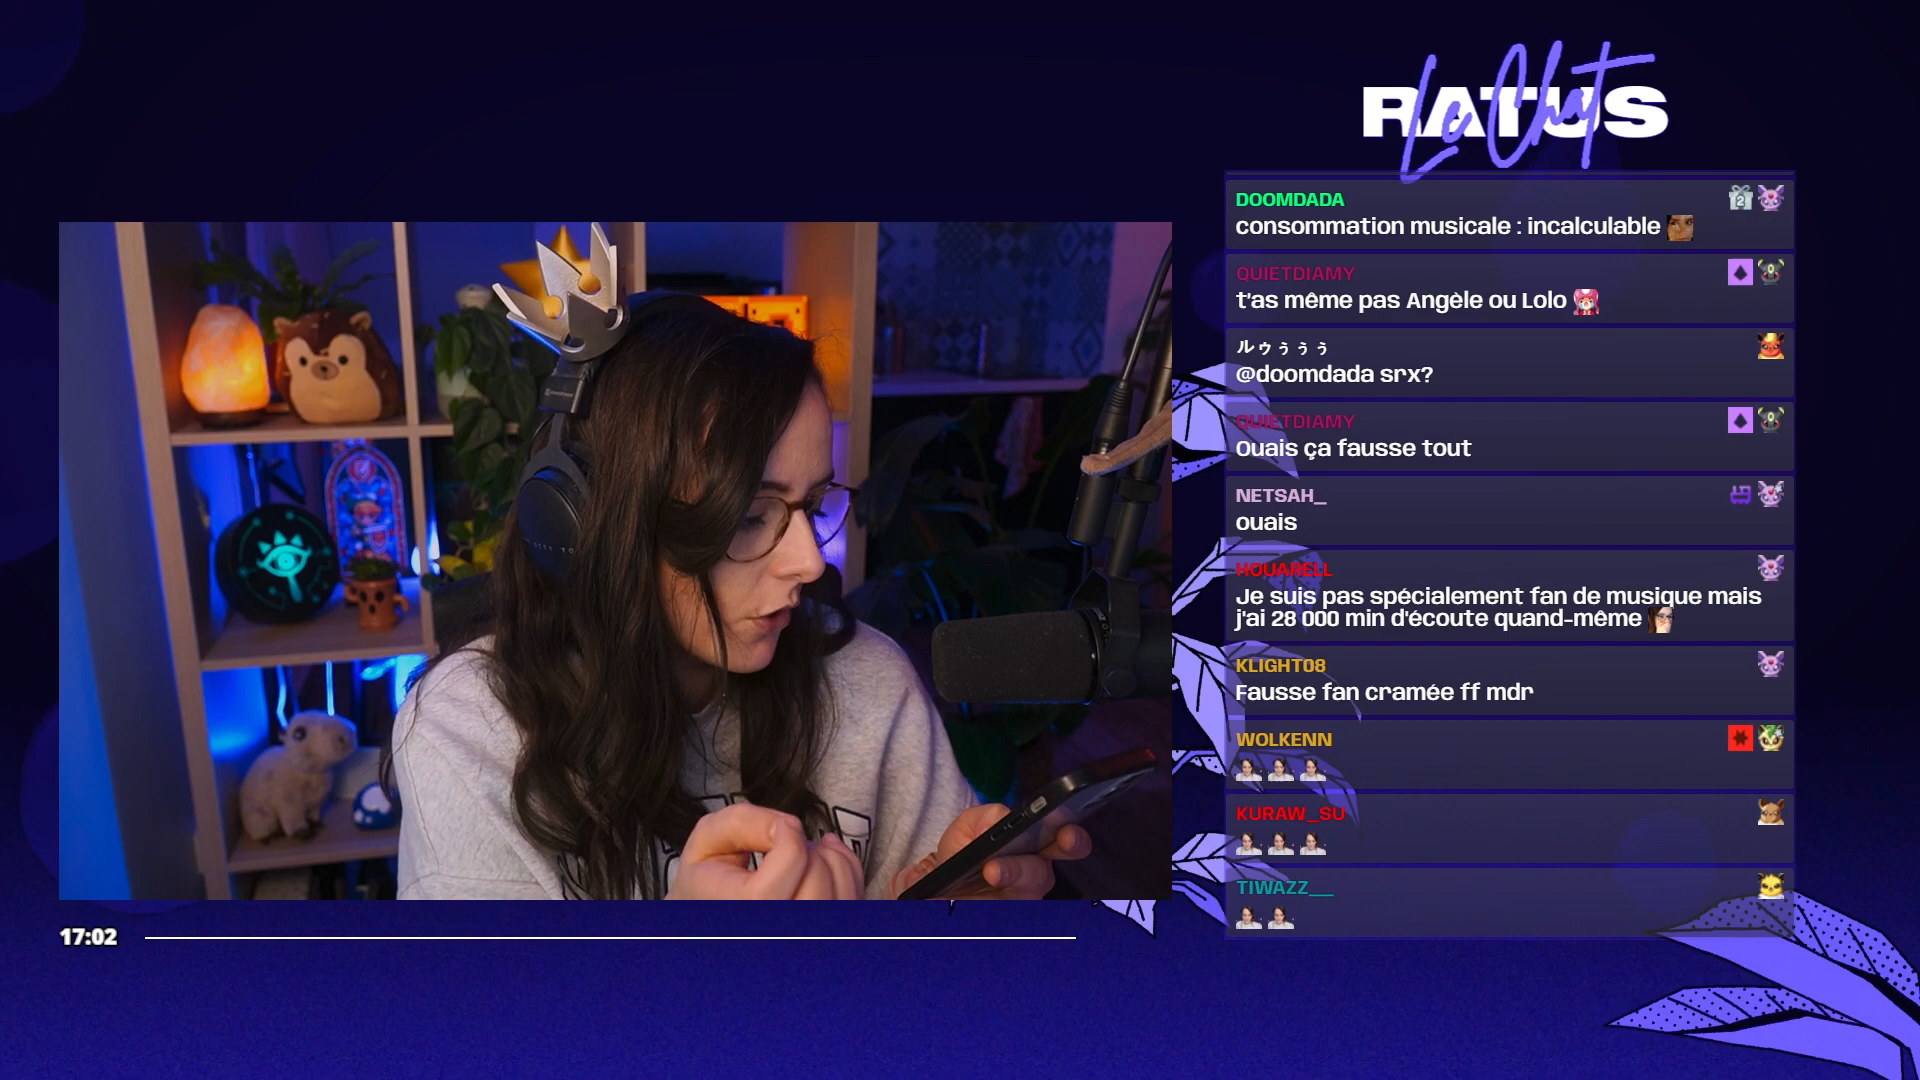 RATUS
Le Chat
DOOMDADA
consommation musicale : incalculable
QUIETDIAMY
t'as même pas Angèle ou Lolo
ルゥぅぅぅ
@doomdada srx?
QUIETDIAMY
Ouais ça fausse tout
NETSAH_
ouais
HOUARELL
Je suis pas spécialement fan de musique mais
j'ai 28 000 min d'écoute quand-même
KLIGHT08
Fausse fan cramée ff mdr
WOLKENN
KURAW_SU
TIWAZZ__
17:02